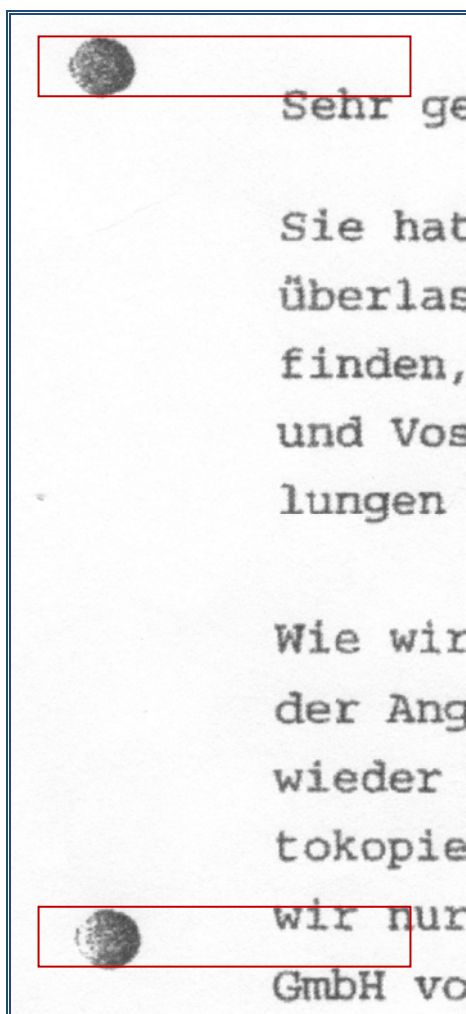 Sehr ge
Sie hat
überlas
finden,
und Vos
lungen
Wie wir
der Ang
wieder
tokopie
wir nur
GmbH vo